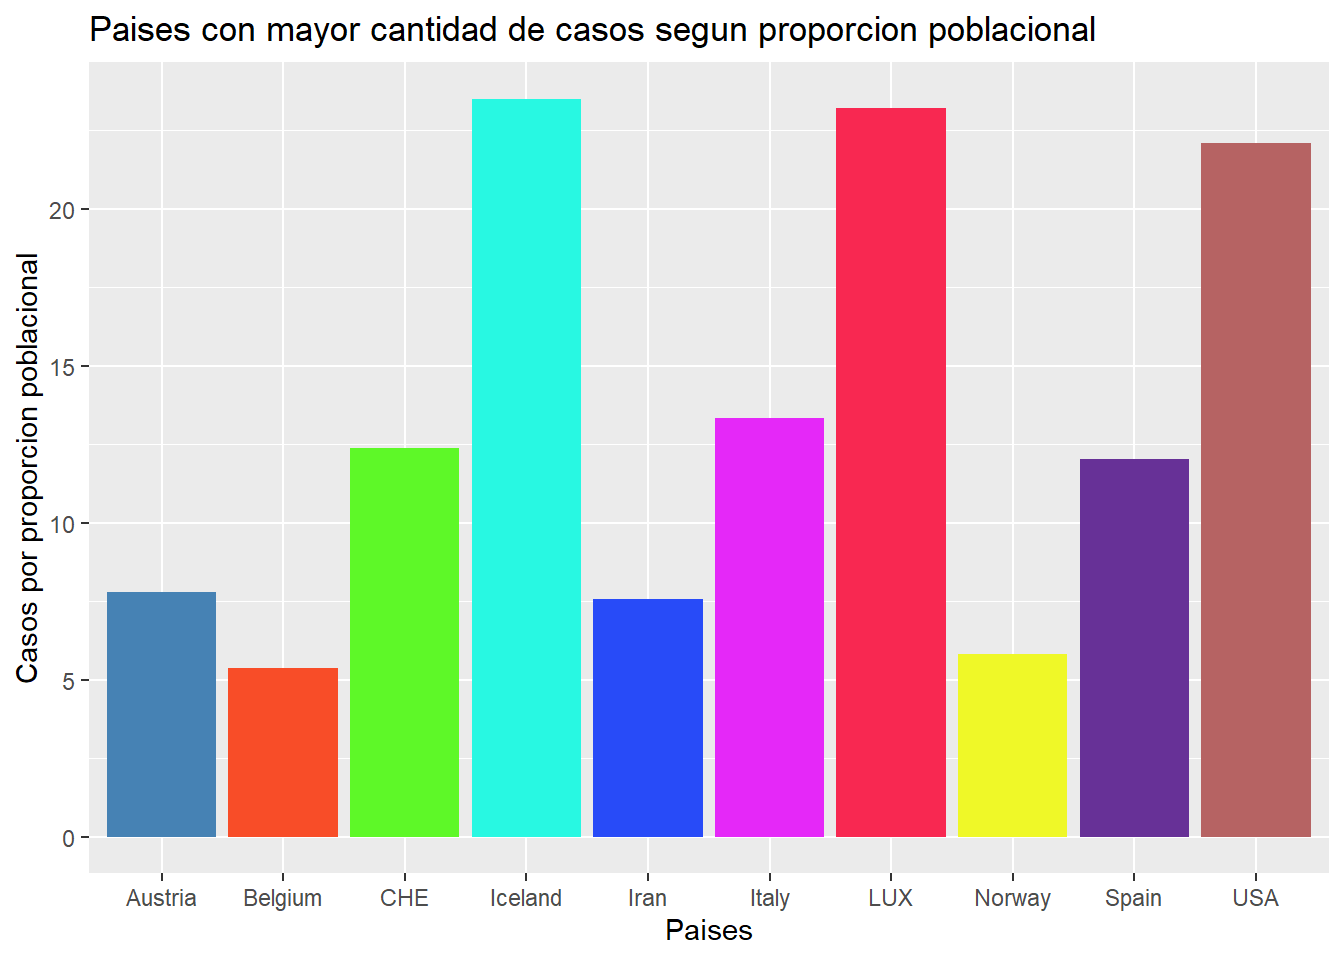 Paises con mayor cantidad de casos segun proporcion poblacional
Casos por proporcion poblacional
20
15
10
5
0
Austria Belgium CHE Iceland Iran Italy LUX Norway Spain USA
Paises